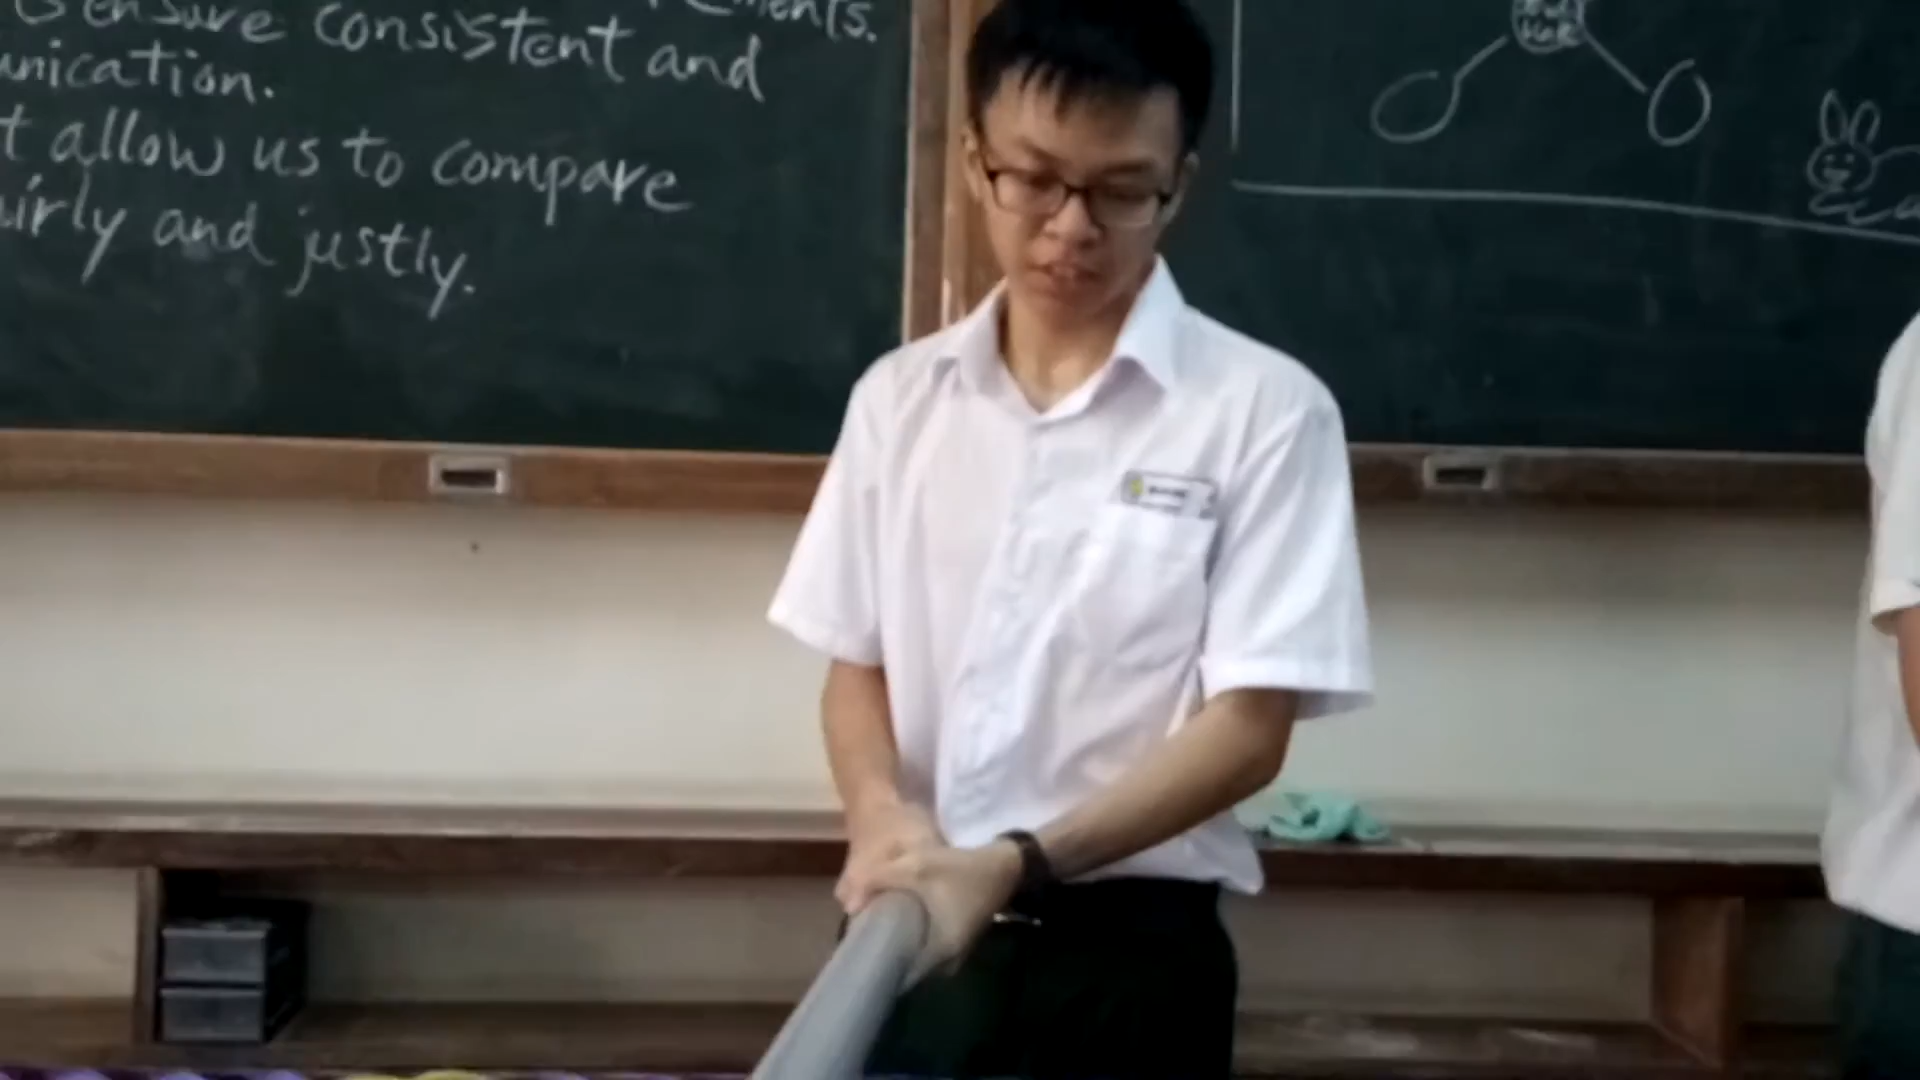 ensure consistent and
unication.
t allow us to compare
irly and justly.